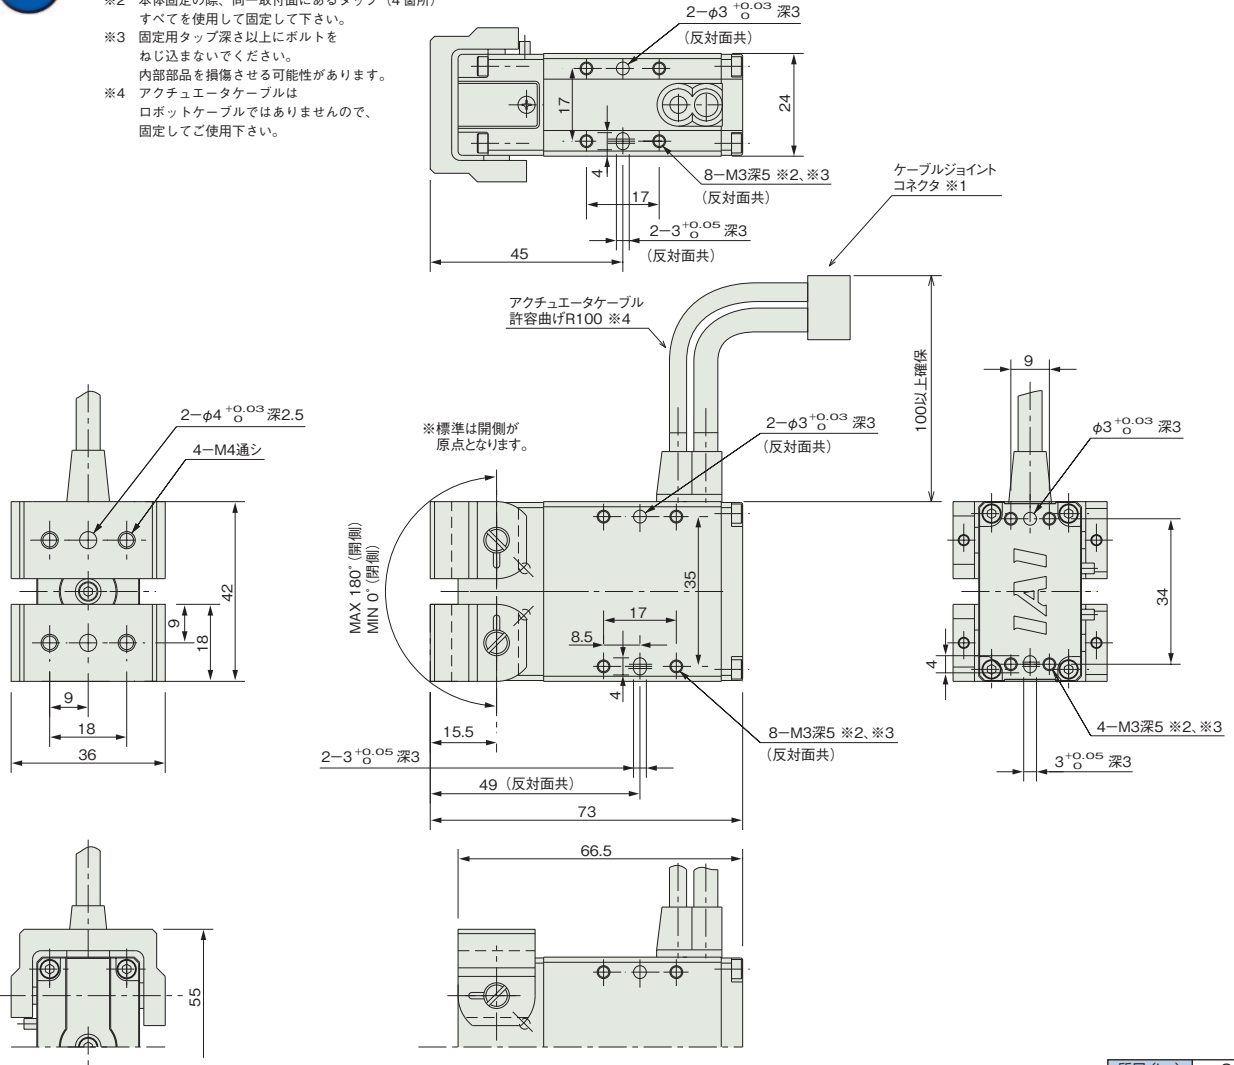 ※2 本体固定の際、同一取付面にあるタップ（4箇所）
すべてを使用して固定して下さい。
※3 固定用タップ深さ以上にボルトを
ねじ込まないでください。
内部部品を損傷させる可能性があります。
※4 アクチュエータケーブルは
ロボットケーブルではありませんので、
固定してご使用下さい。
2−φ3 +0.03 0 深3
(反対面共)
17
24
4
8−M3深5 ※2、※3
(反対面共)
17
2−3 +0.05 0 深3
(反対面共)
45
ケーブルジョイント
コネクタ ※1
アクチュエータケーブル
許容曲げR100 ※4
100以上確保
2−φ4 +0.03 0 深2.5
4−M4通シ
42
9
18
9
18
36
※標準は開側が
原点となります。
MAX 180°(開側)
MIN 0°(閉側)
2−φ3 +0.03 0 深3
(反対面共)
35
17
8.5
4
15.5
8−M3深5 ※2、※3
(反対面共)
2−3 +0.05 0 深3
49 (反対面共)
73
9
φ3 +0.03 0 深3
IAI
34
4
4−M3深5 ※2、※3
3 +0.05 0 深3
55
66.5